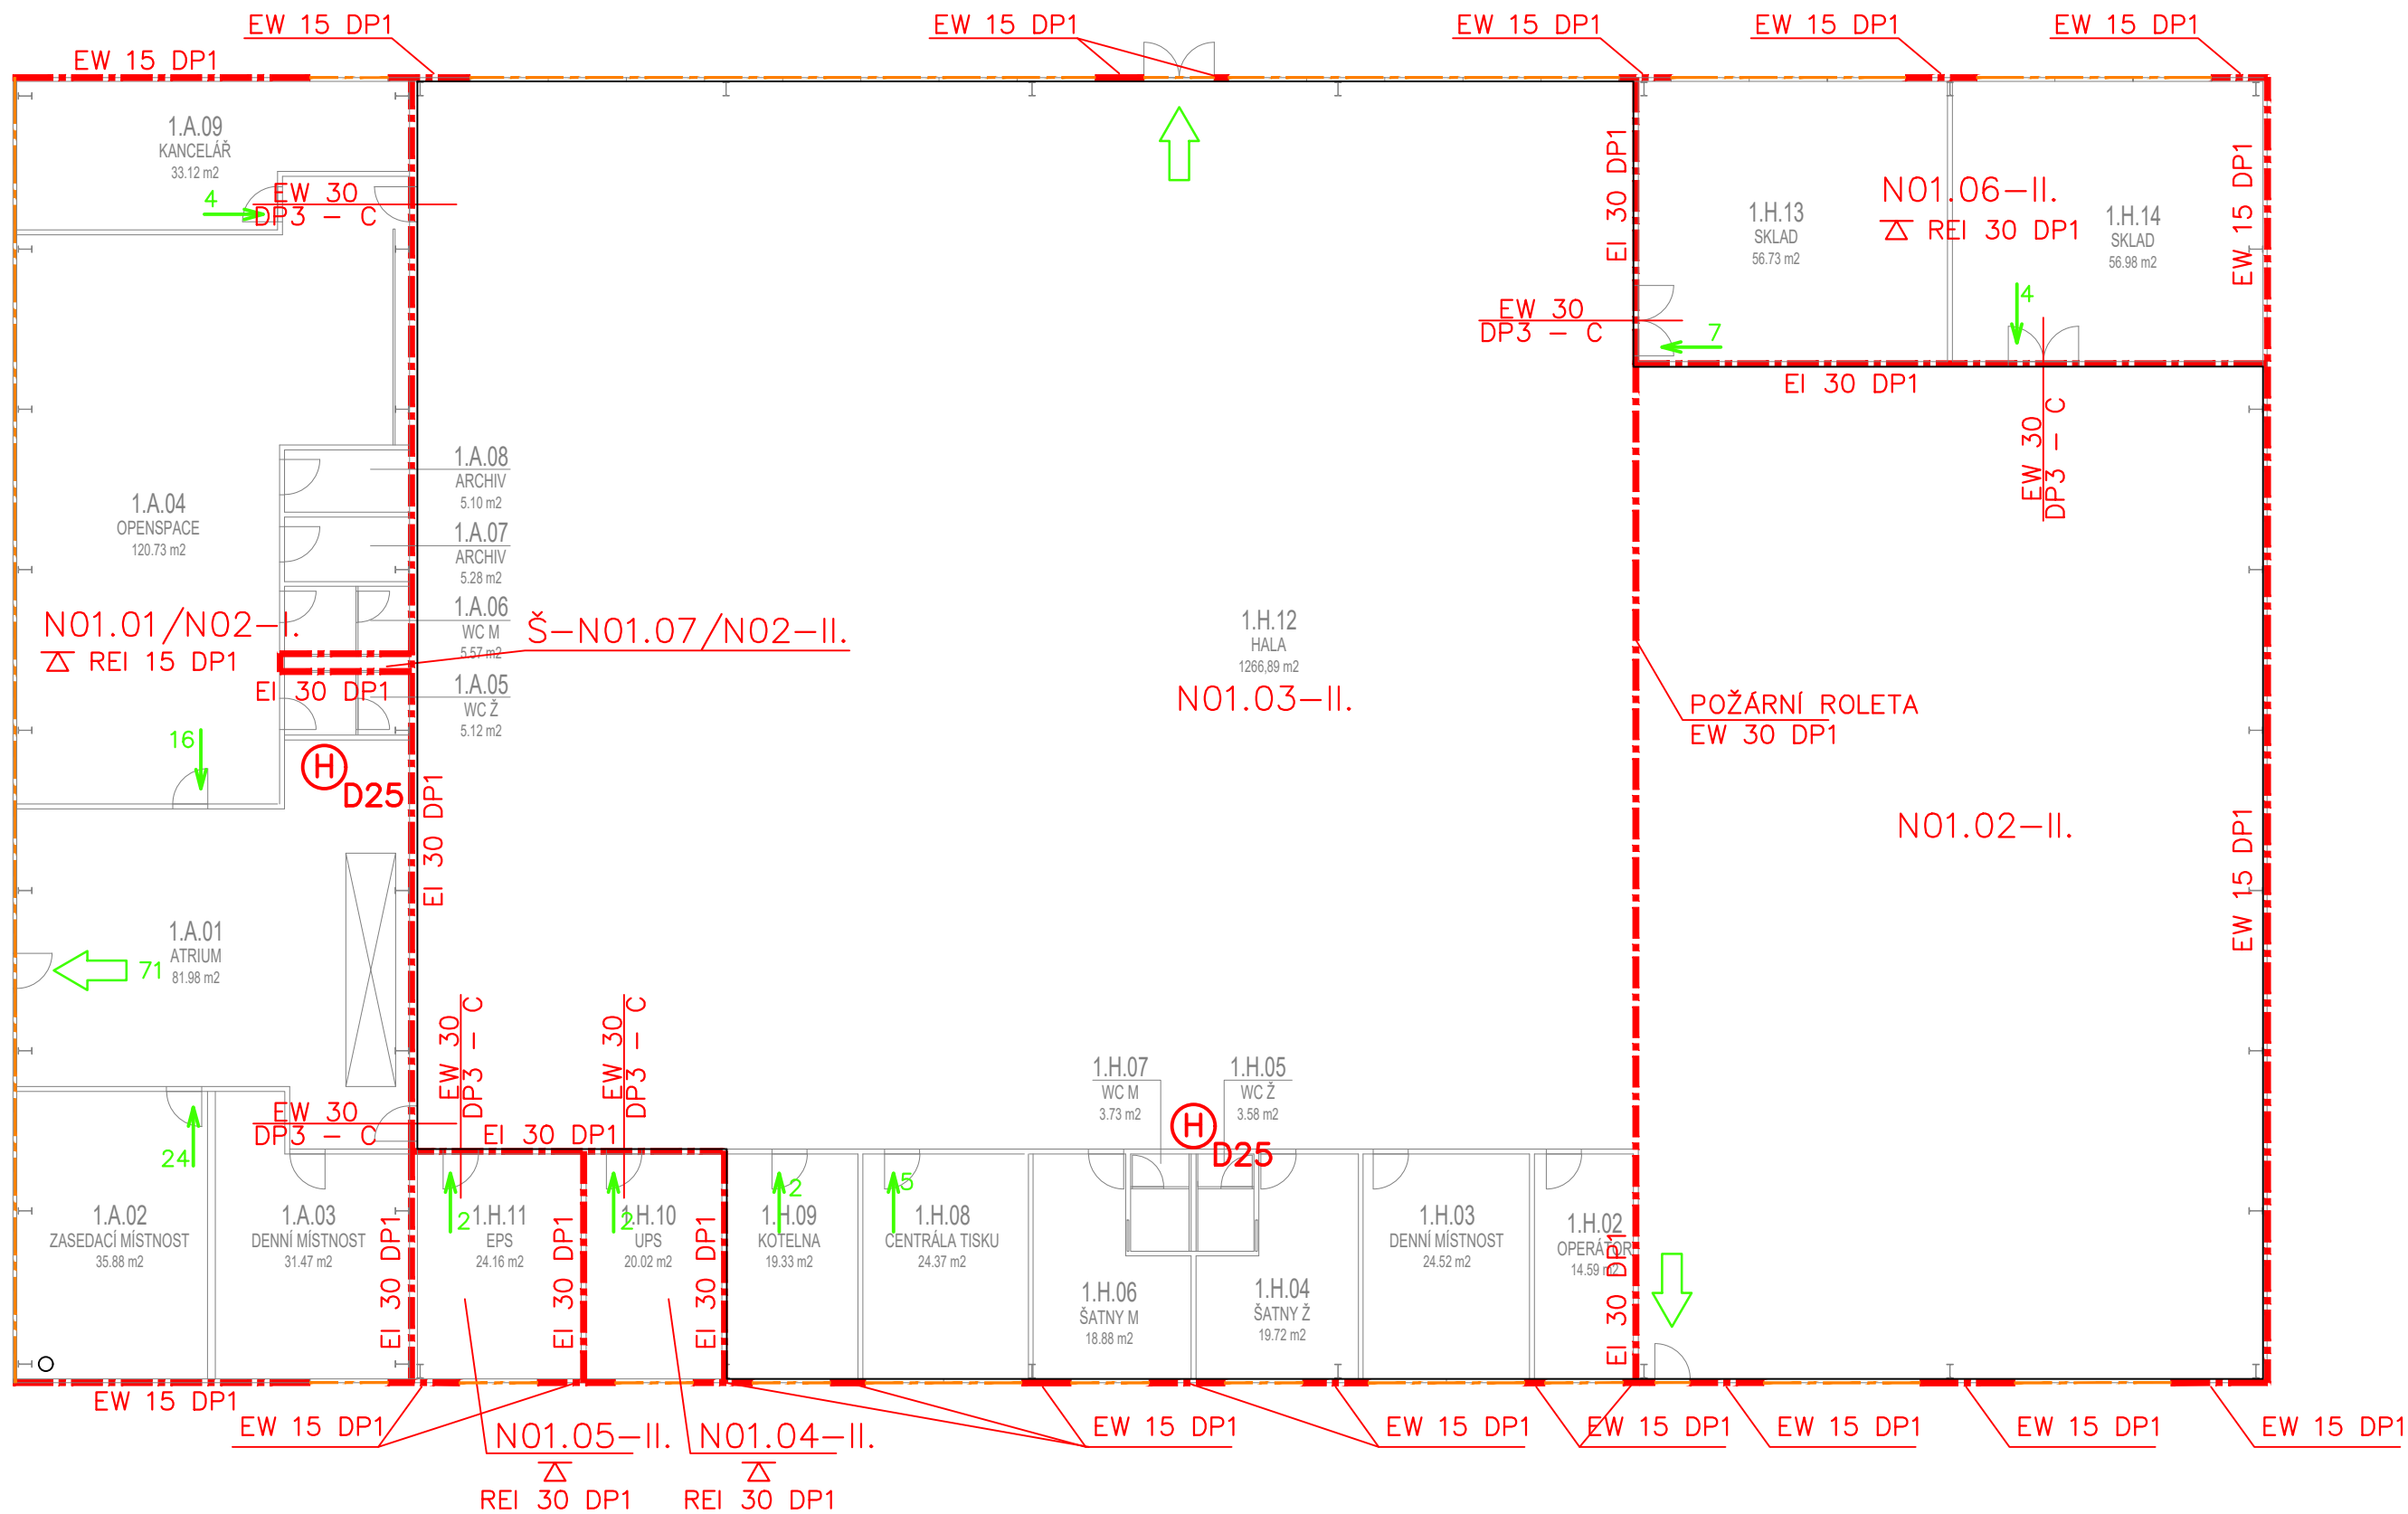 EW 15 DP1
EW 15 DP1
EW 15 DP1
EW 15 DP1
EW 15 DP1
EW 15 DP1
1.A.09
KANCELÁŘ
33.12 m2
4
EW 30
DP3 - C
EI 30 DP1
1.H.13
SKLAD
56.73 m2
N01.06-II.
REI 30 DP1
1.H.14
SKLAD
56.98 m2
EW 15 DP1
EW 30
DP3 - C
7
4
EI 30 DP1
EW 30
DP3 - C
1.A.08
ARCHIV
5.10 m2
1.A.04
OPENSPACE
120.73 m2
1.A.07
ARCHIV
5.28 m2
1.A.06
WC M
5.57 m2
N01.01/N02-I.
REI 15 DP1
Š-N01.07/N02-II.
EI 30 DP1
1.A.05
WC Ž
5.12 m2
1.H.12
HALA
1266,89 m2
N01.03-II.
POŽÁRNÍ ROLETA
EW 30 DP1
16
H
D25
EI 30 DP1
N01.02-II.
EW 15 DP1
1.A.01
ATRIUM
81.98 m2
71
EW 30
DP3 - C
EW 30
DP3 - C
1.H.07
WC M
3.73 m2
1.H.05
WC Ž
3.58 m2
H
D25
EW 30
DP3 - C
EI 30 DP1
24
1.A.02
ZASEDACÍ MÍSTNOST
35.88 m2
1.A.03
DENNÍ MÍSTNOST
31.47 m2
EI 30 DP1
2
1.H.11
EPS
24.16 m2
EI 30 DP1
2
1.H.10
UPS
20.02 m2
EI 30 DP1
2
1.H.09
KOTELNA
19.33 m2
5
1.H.08
CENTRÁLA TISKU
24.37 m2
1.H.06
ŠATNY M
18.88 m2
1.H.04
ŠATNY Ž
19.72 m2
1.H.03
DENNÍ MÍSTNOST
24.52 m2
1.H.02
OPERÁTOR
14.59 m2
EI 30 DP1
EW 15 DP1
EW 15 DP1
N01.05-II.
REI 30 DP1
N01.04-II.
REI 30 DP1
EW 15 DP1
EW 15 DP1
EW 15 DP1
EW 15 DP1
EW 15 DP1
EW 15 DP1